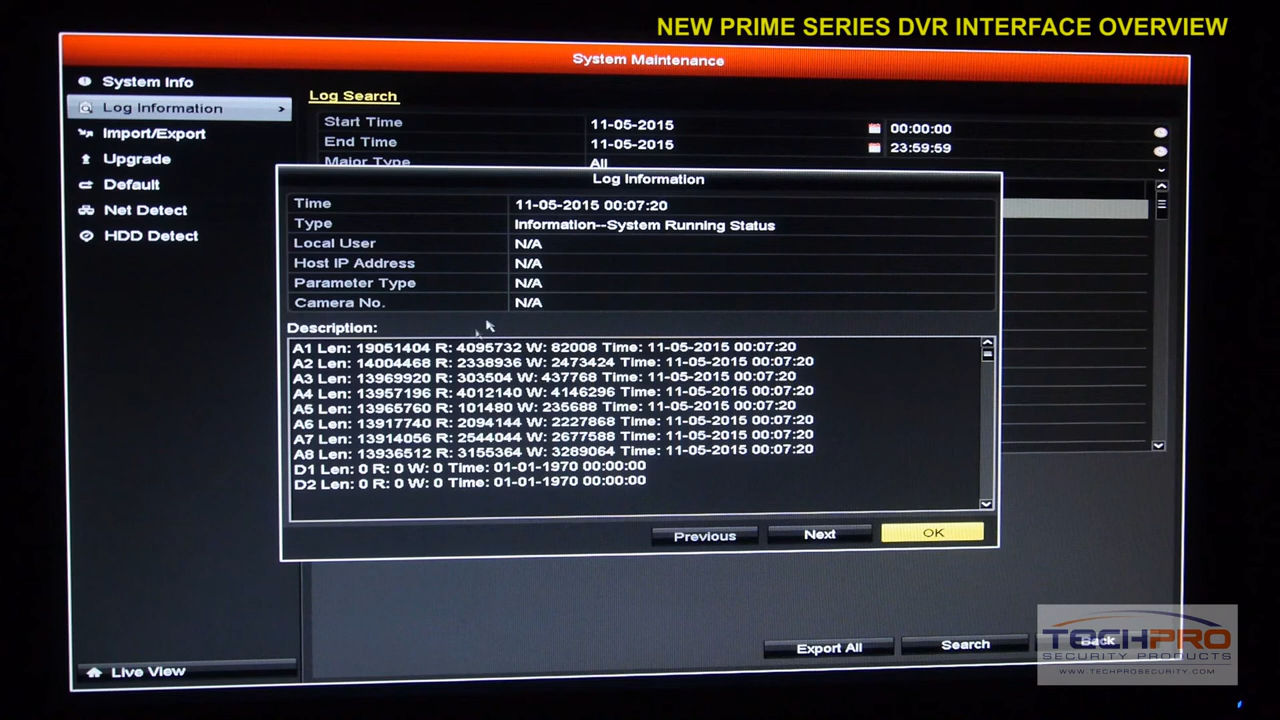 NEW PRIME SERIES DVR INTERFACE OVERVIEW
System Maintenance
System Info
Log Information >
Import/Export
Upgrade
Default
Net Detect
HDD Detect
Live View
Log Search
Start Time 11-05-2015 00:00:00
End Time 11-05-2015 23:59:59
Major Type All
Log Information
Time 11-05-2015 00:07:20
Type Information--System Running Status
Local User N/A
Host IP Address N/A
Parameter Type N/A
Camera No. N/A
Description:
A1 Len: 19051404 R: 4095732 W: 82008 Time: 11-05-2015 00:07:20
A2 Len: 14004468 R: 2338936 W: 2473424 Time: 11-05-2015 00:07:20
A3 Len: 13969920 R: 303504 W: 437768 Time: 11-05-2015 00:07:20
A4 Len: 13957196 R: 4012140 W: 4146296 Time: 11-05-2015 00:07:20
A5 Len: 13965760 R: 101480 W: 235688 Time: 11-05-2015 00:07:20
A6 Len: 13917740 R: 2094144 W: 2227868 Time: 11-05-2015 00:07:20
A7 Len: 13914056 R: 2544044 W: 2677588 Time: 11-05-2015 00:07:20
A8 Len: 13936512 R: 3155364 W: 3289064 Time: 11-05-2015 00:07:20
D1 Len: 0 R: 0 W: 0 Time: 01-01-1970 00:00:00
D2 Len: 0 R: 0 W: 0 Time: 01-01-1970 00:00:00
Previous Next OK
Export All Search Back
TECHPRO
SECURITY PRODUCTS
WWW.TECHPROSECURITY.COM